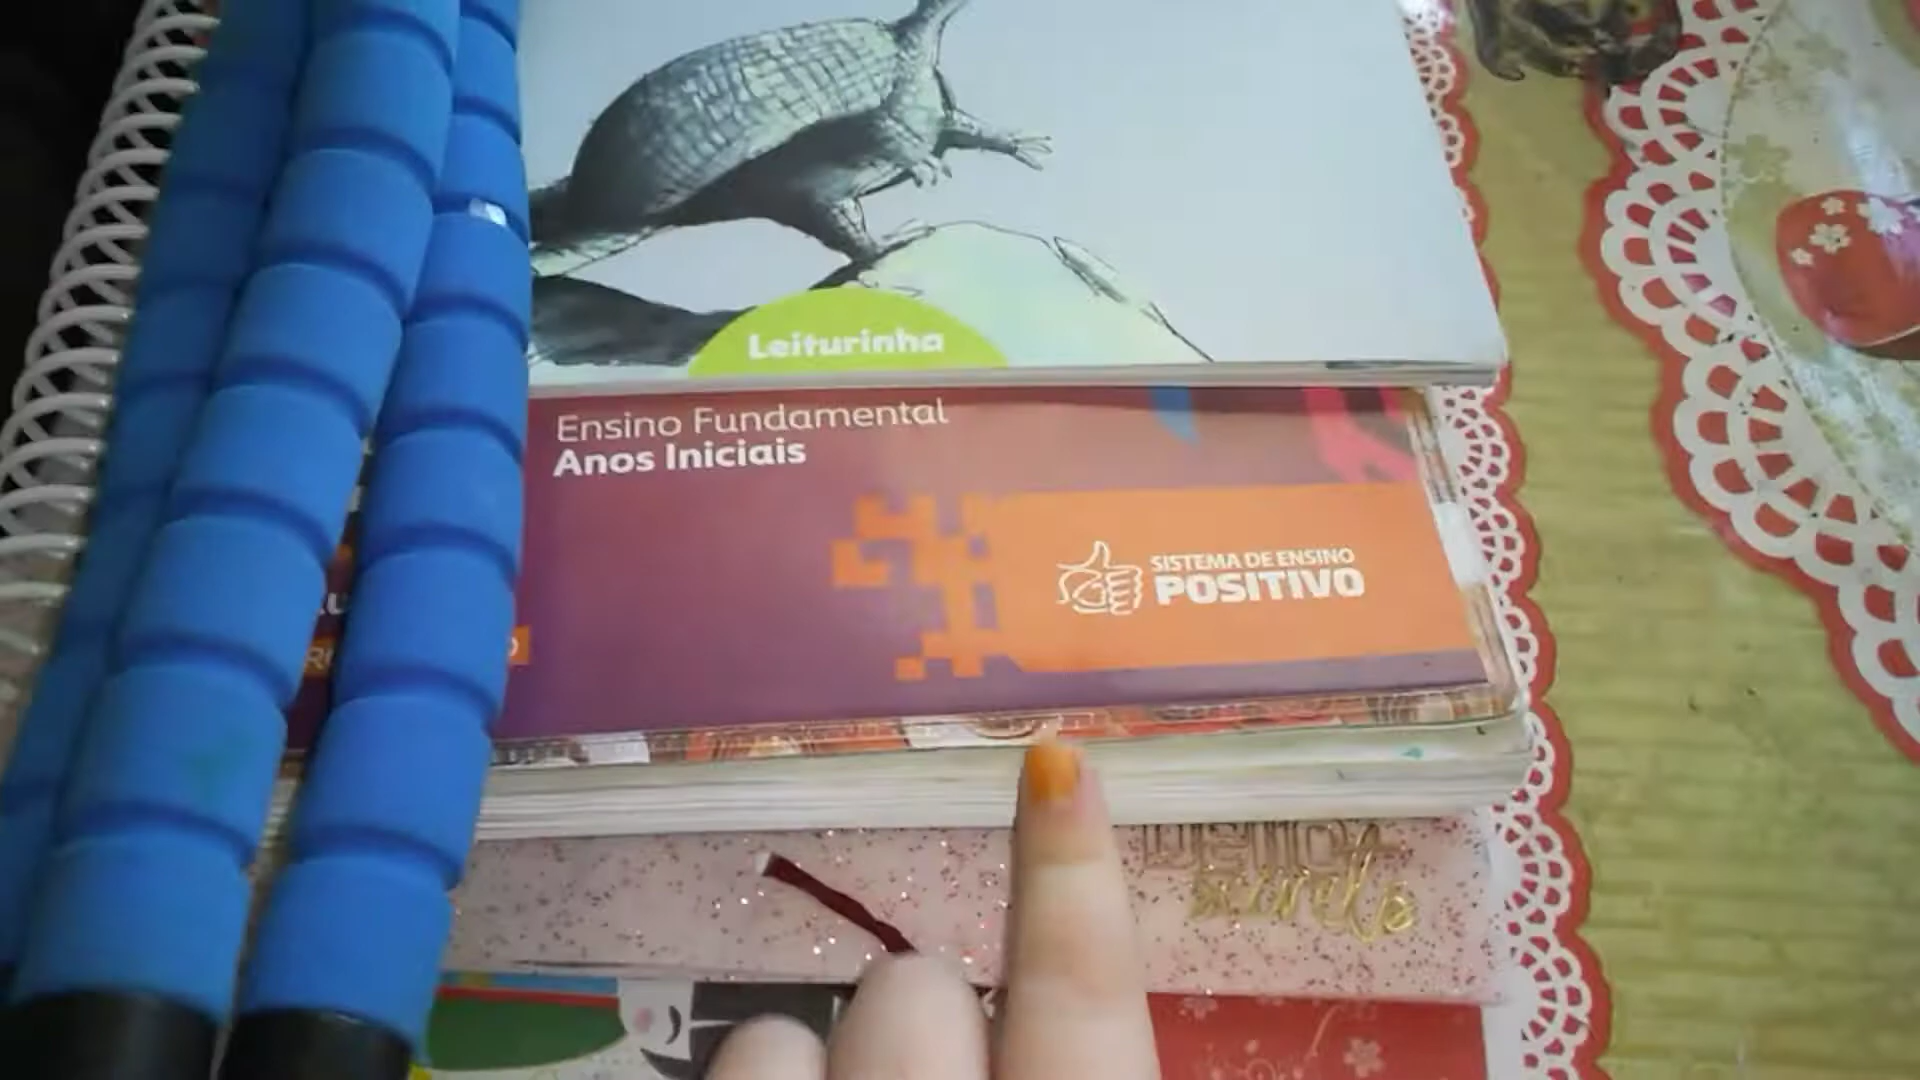 Leiturinha
Ensino Fundamental
Anos Iniciais
SISTEMA DE ENSINO
POSITIVO